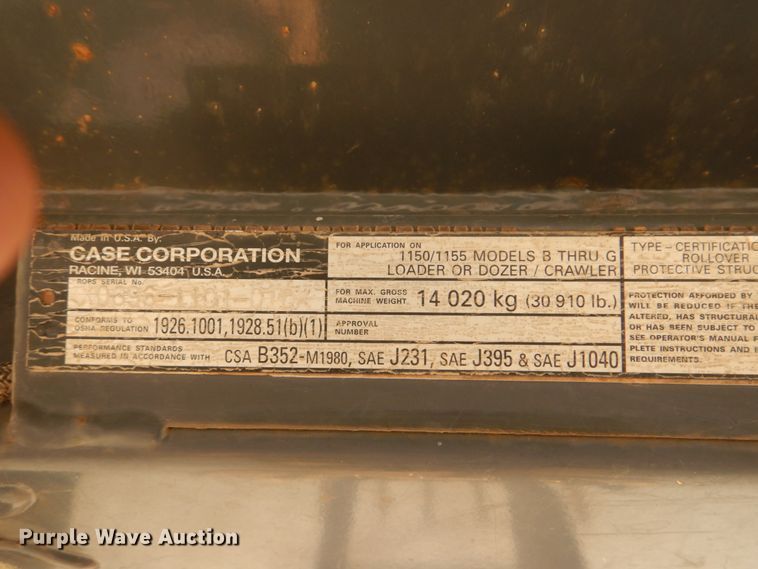 Made in U.S.A. By:
CASE CORPORATION
RACINE, WI 53404 U.S.A.
ROPS SERIAL No.
CONFORMS TO
OSHA REGULATION 1926.1001,1928.51(b)(1)
PERFORMANCE STANDARDS
MEASURED IN ACCORDANCE WITH CSA B352-M1980, SAE J231, SAE J395 & SAE J1040
FOR APPLICATION ON
1150/1155 MODELS B THRU G
LOADER OR DOZER / CRAWLER
FOR MAX. GROSS
MACHINE WEIGHT. 14 020 kg (30 910 lb.)
APPROVAL
NUMBER
TYPE - CERTIFICATIO
ROLLOVER
PROTECTIVE STRUC
PROTECTION AFFORDED BY
WILL BE REDUCED IF THE
ALTERED, HAS STRUCTURAL
OR HAS BEEN SUBJECT TO
SEE OPERATOR'S MANUAL F
PLETE INSTRUCTIONS AND
REQUIREMENTS.
Purple Wave Auction